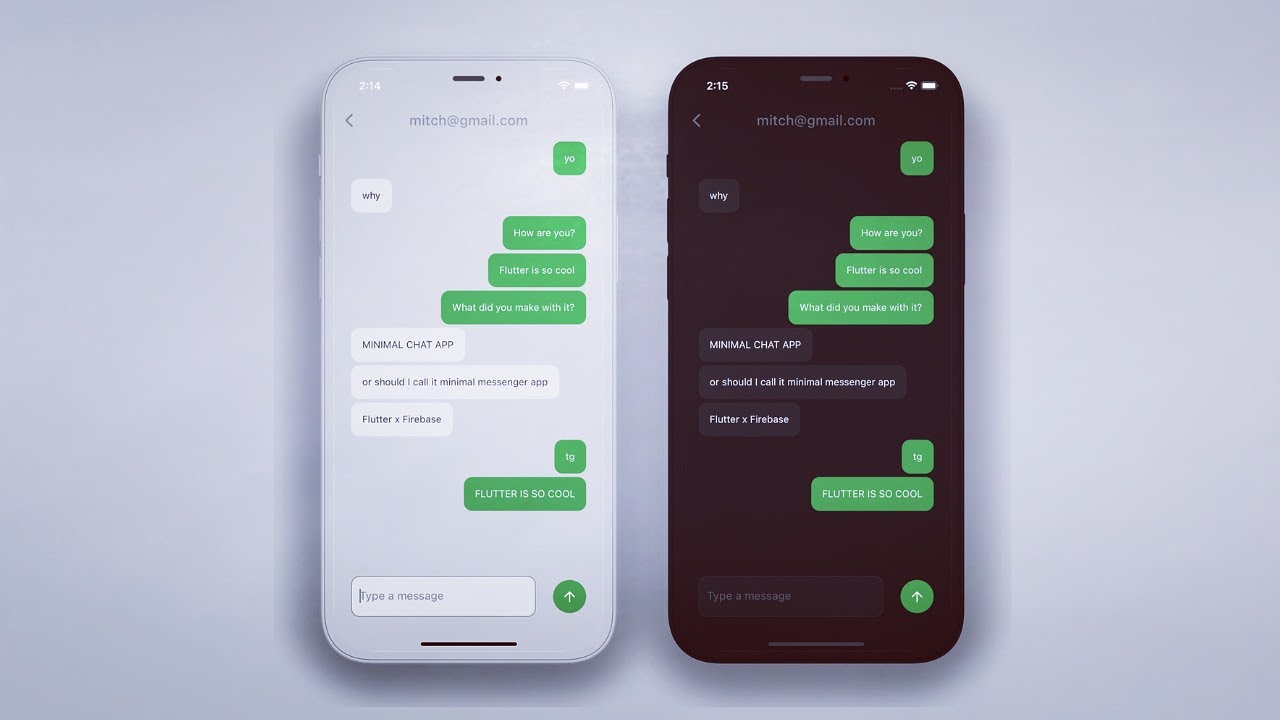 2:14
mitch@gmail.com
yo
why
How are you?
Flutter is so cool
What did you make with it?
MINIMAL CHAT APP
or should I call it minimal messenger app
Flutter x Firebase
tg
FLUTTER IS SO COOL
Type a message
2:15
mitch@gmail.com
yo
why
How are you?
Flutter is so cool
What did you make with it?
MINIMAL CHAT APP
or should I call it minimal messenger app
Flutter x Firebase
tg
FLUTTER IS SO COOL
Type a message